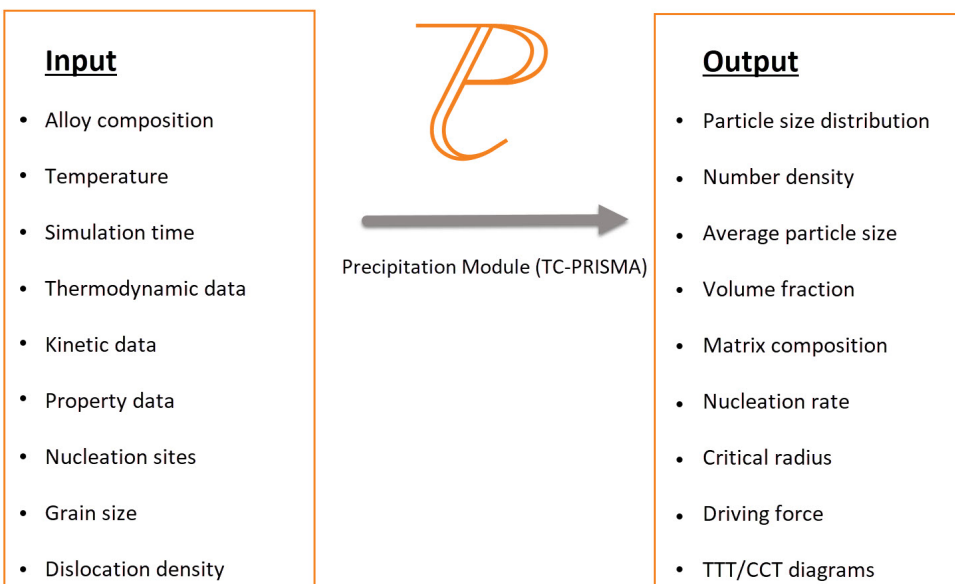 Input
• Alloy composition
• Temperature
• Simulation time
• Thermodynamic data
• Kinetic data
• Property data
• Nucleation sites
• Grain size
• Dislocation density
Precipitation Module (TC-PRISMA)
Output
• Particle size distribution
• Number density
• Average particle size
• Volume fraction
• Matrix composition
• Nucleation rate
• Critical radius
• Driving force
• TTT/CCT diagrams